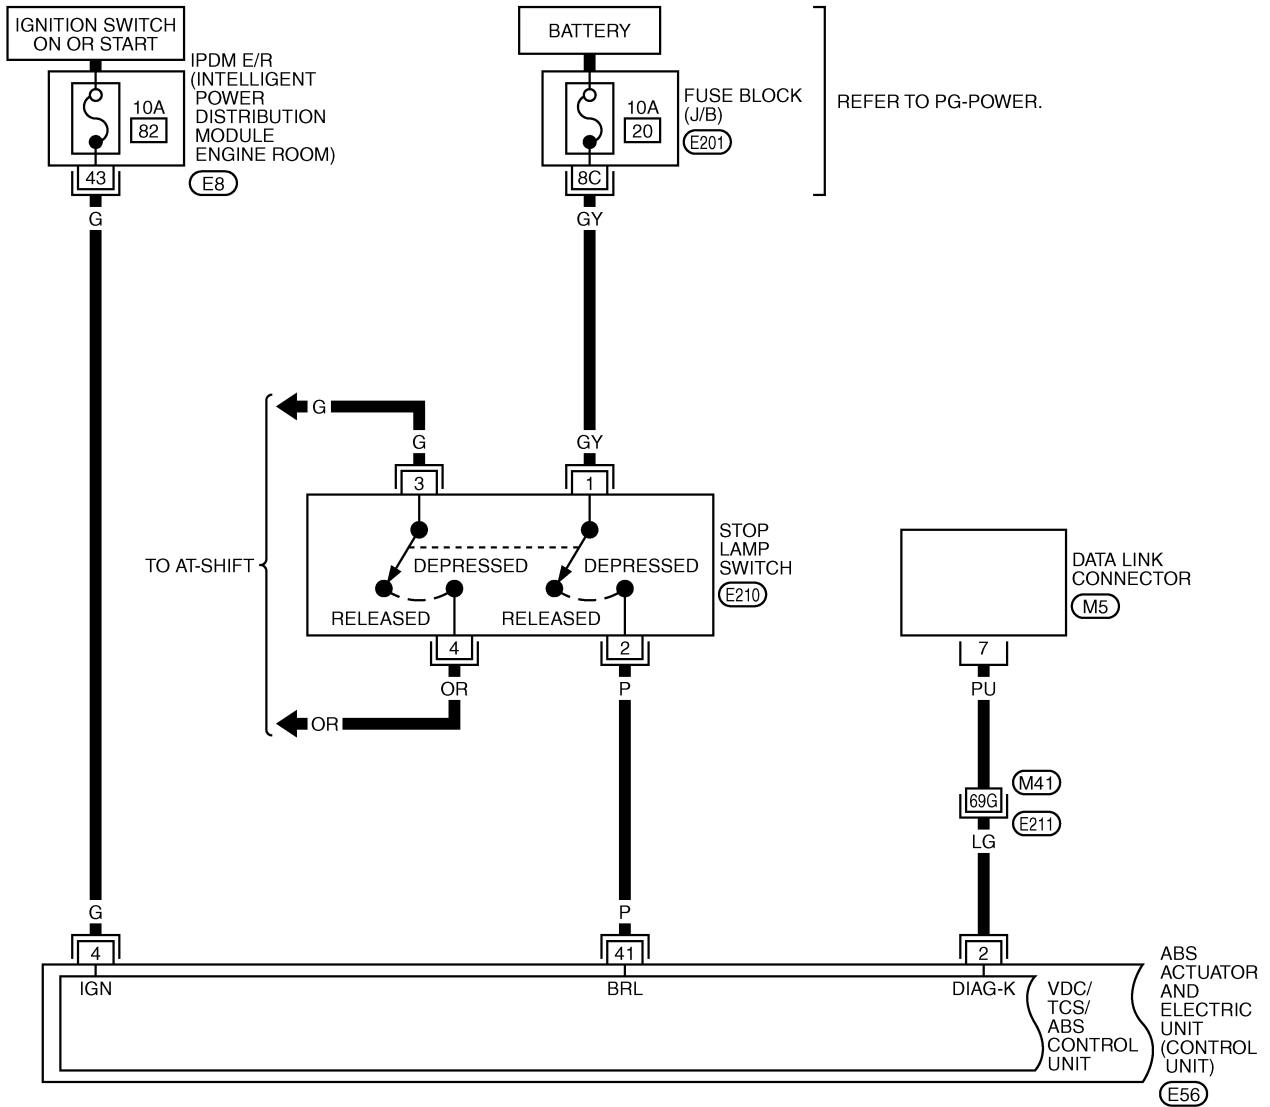 IGNITION SWITCH
ON OR START
BATTERY
IPDM E/R
(INTELLIGENT
POWER
DISTRIBUTION
MODULE
ENGINE ROOM)
E8
10A
82
43
10A
20
8C
FUSE BLOCK
(J/B)
E201
REFER TO PG-POWER.
G
GY
G
G
GY
3
1
TO AT-SHIFT
DEPRESSED
DEPRESSED
RELEASED
RELEASED
STOP
LAMP
SWITCH
E210
4
2
OR
P
OR
DATA LINK
CONNECTOR
M5
7
PU
M41
69G
E211
LG
G
P
4
41
2
IGN
BRL
DIAG-K
VDC/
TCS/
ABS
CONTROL
UNIT
ABS
ACTUATOR
AND
ELECTRIC
UNIT
(CONTROL
UNIT)
E56